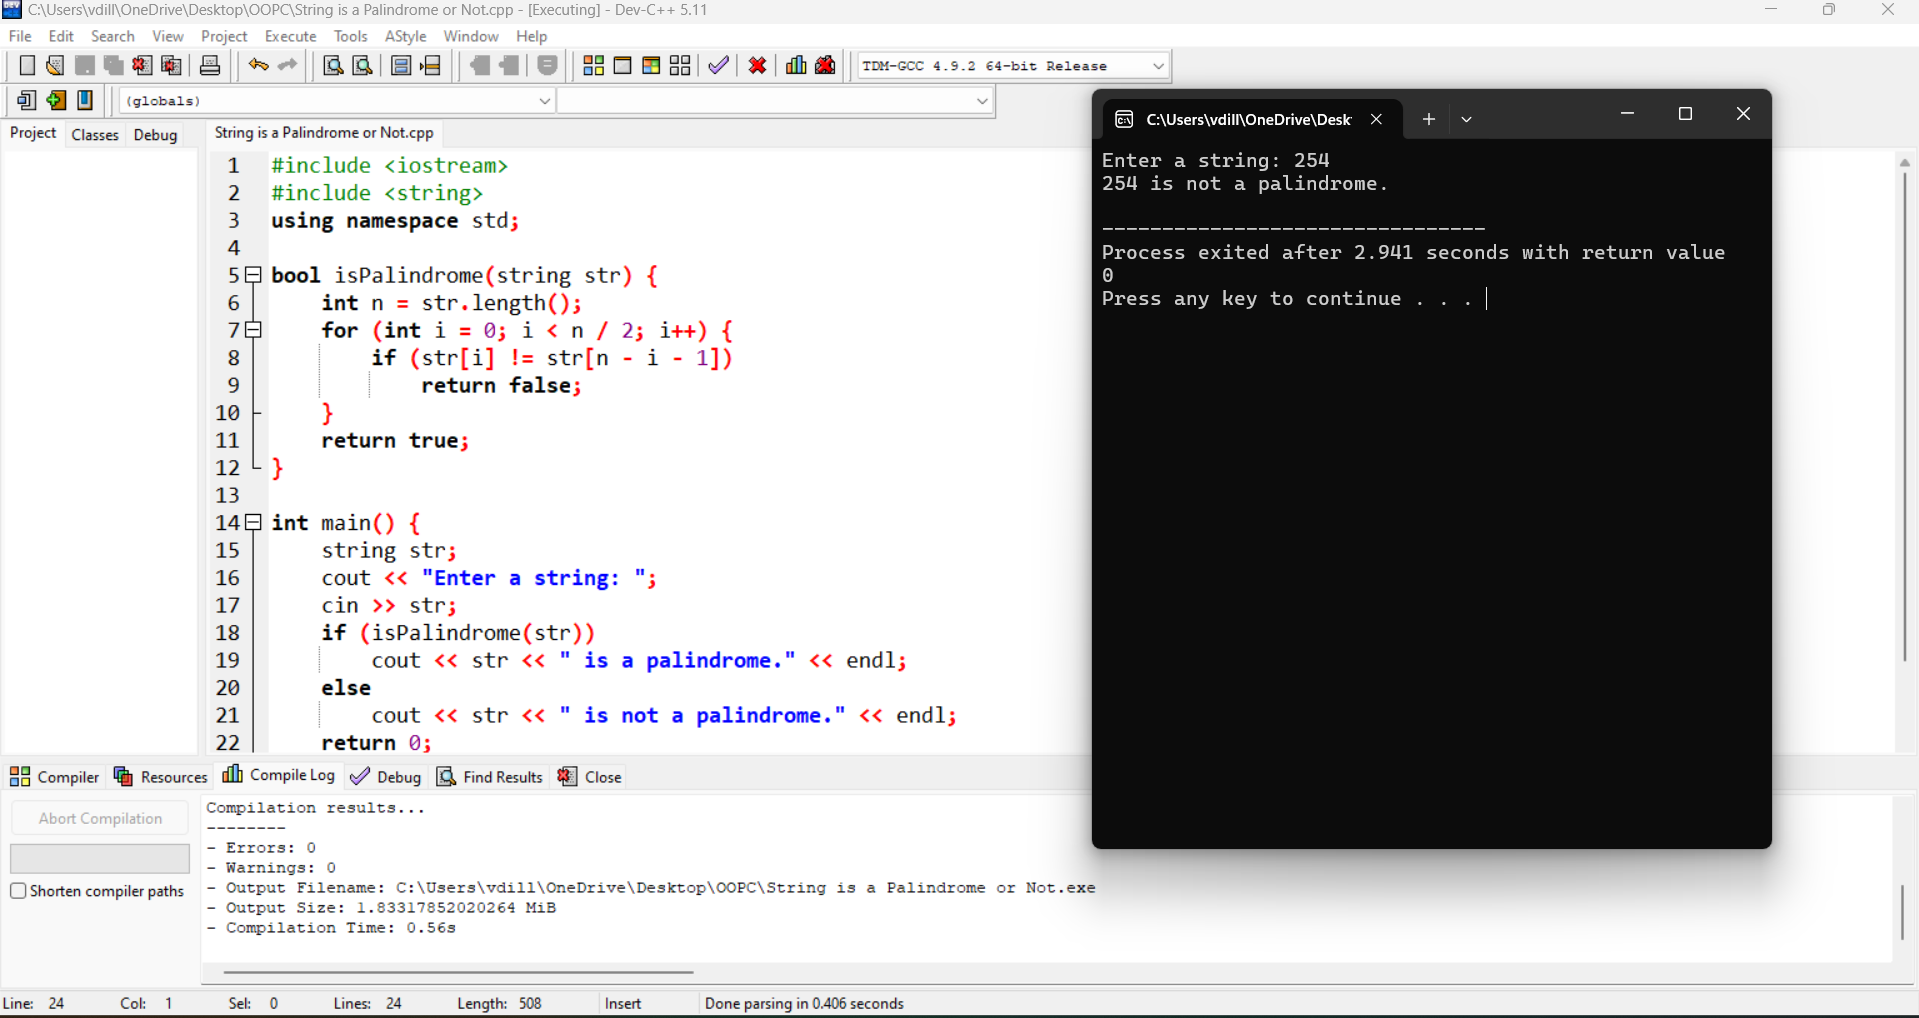 C:\Users\vdill\OneDrive\Desktop\OOPC\String is a Palindrome or Not.cpp - [Executing] - Dev-C++ 5.11
File Edit Search View Project Execute Tools AStyle Window Help
TDM-GCC 4.9.2 64-bit Release
(globals)
Project Classes Debug
String is a Palindrome or Not.cpp
1 #include <iostream>
2 #include <string>
3 using namespace std;
4
5 bool isPalindrome(string str) {
6 int n = str.length();
7 for (int i = 0; i < n / 2; i++) {
8 if (str[i] != str[n - i - 1])
9 return false;
10 }
11 return true;
12 }
13
14 int main() {
15 string str;
16 cout << "Enter a string: ";
17 cin >> str;
18 if (isPalindrome(str))
19 cout << str << " is a palindrome." << endl;
20 else
21 cout << str << " is not a palindrome." << endl;
22 return 0;
C:\Users\vdill\OneDrive\Desk
Enter a string: 254
254 is not a palindrome.
--------------------------------
Process exited after 2.941 seconds with return value
0
Press any key to continue . . .
Compiler Resources Compile Log Debug Find Results Close
Abort Compilation
Shorten compiler paths
Compilation results...
--------
- Errors: 0
- Warnings: 0
- Output Filename: C:\Users\vdill\OneDrive\Desktop\OOPC\String is a Palindrome or Not.exe
- Output Size: 1.83317852020264 MiB
- Compilation Time: 0.56s
Line: 24 Col: 1 Sel: 0 Lines: 24 Length: 508 Insert Done parsing in 0.406 seconds